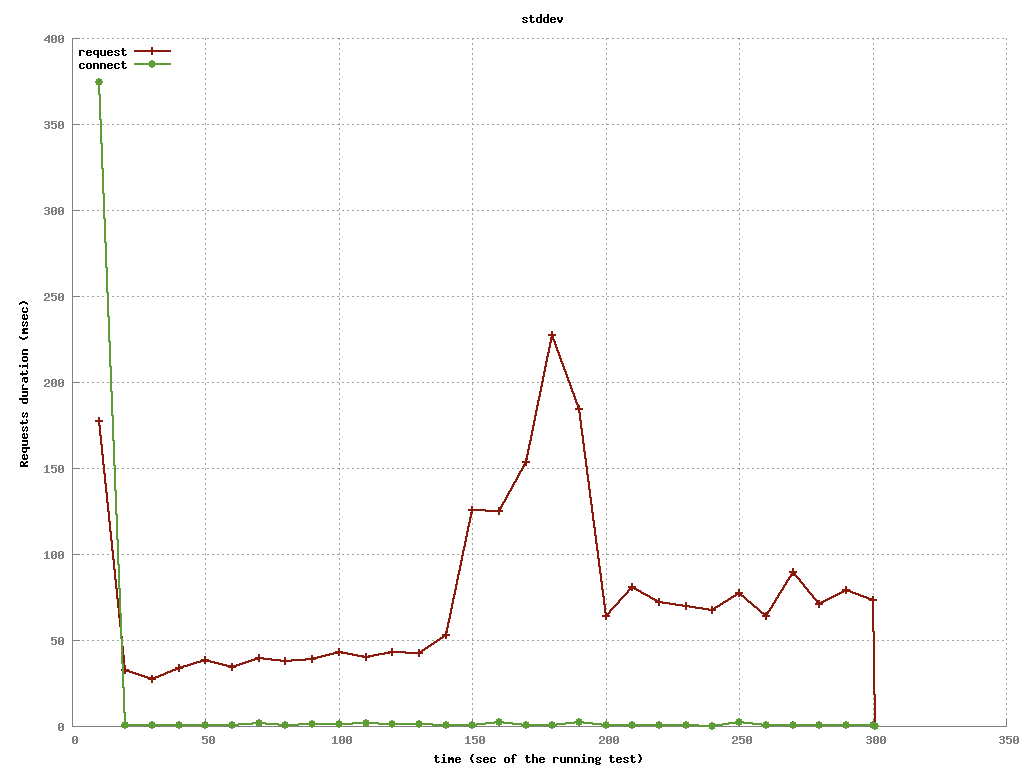 stddev
400
request
connect
350
300
250
200
150
100
50
0
0 50 100 150 200 250 300 350
time (sec of the running test)
Requests duration (msec)